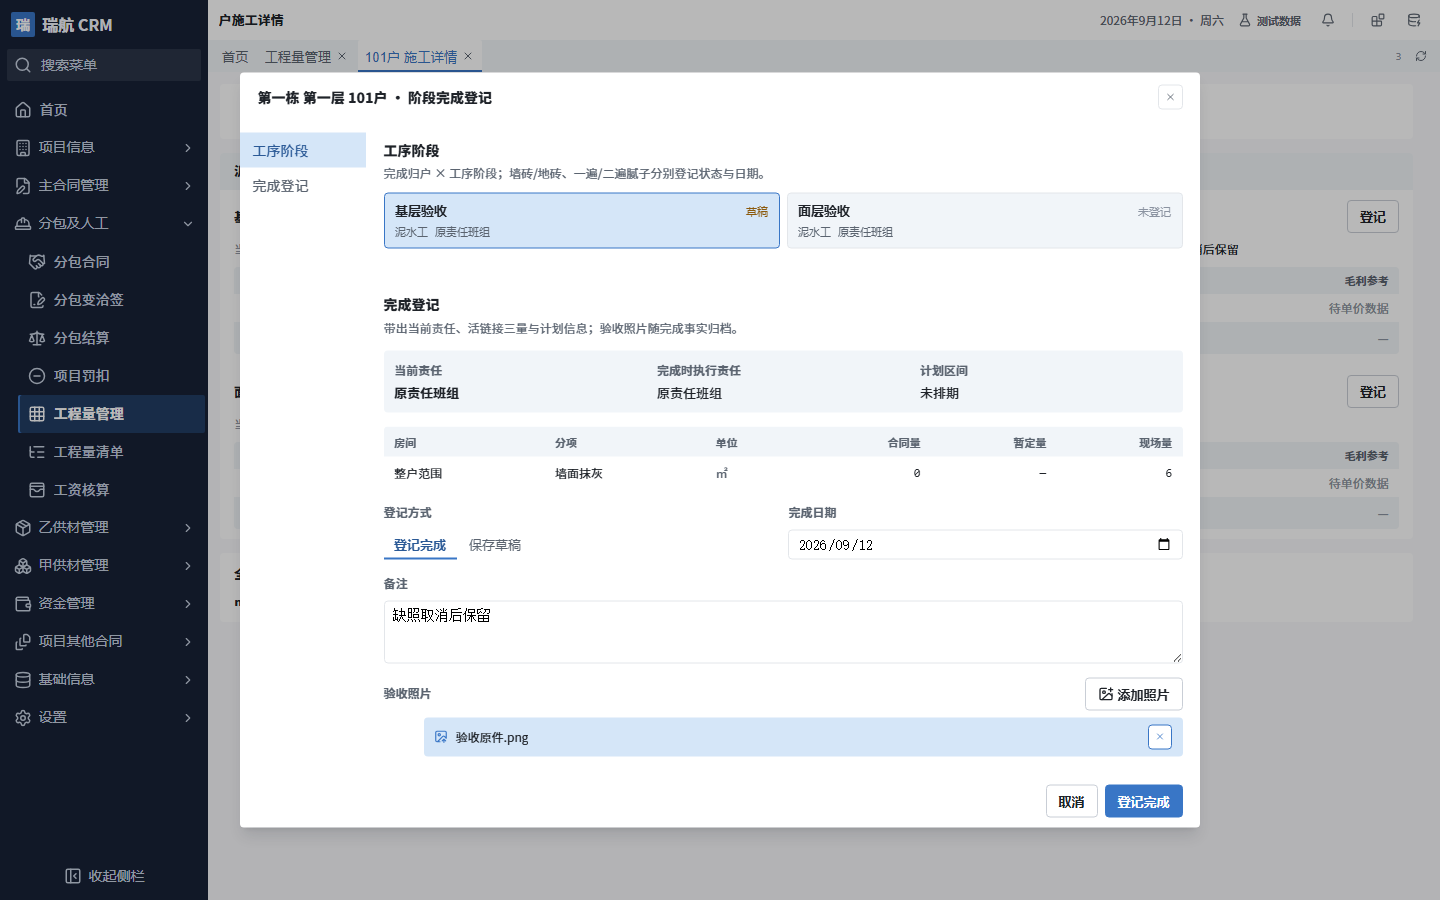 瑞 瑞航 CRM
搜索菜单
首页
项目信息
主合同管理
分包及人工
分包合同
分包变洽签
分包结算
项目罚扣
工程量管理
工程量清单
工资核算
乙供材管理
甲供材管理
资金管理
项目其他合同
基础信息
设置
收起侧栏
户施工详情
2026年9月12日 · 周六 测试数据
首页 工程量管理 × 101户 施工详情 × 3
第一栋 第一层 101户 · 阶段完成登记 ×
工序阶段
完成登记
工序阶段
完成归户 × 工序阶段；墙砖/地砖、一遍/二遍腻子分别登记状态与日期。
基层验收 草稿
泥水工 原责任班组
面层验收 未登记
泥水工 原责任班组
完成登记
带出当前责任、活链接三量与计划信息；验收照片随完成事实归档。
当前责任 完成时执行责任 计划区间
原责任班组 原责任班组 未排期
房间 分项 单位 合同量 暂定量 现场量
整户范围 墙面抹灰 ㎡ 0 — 6
登记方式 完成日期
登记完成 保存草稿 2026/09/12
备注
缺照取消后保留
验收照片 添加照片
验收原件.png ×
取消 登记完成
登记
后保留
毛利参考
待单价数据
—
登记
毛利参考
待单价数据
—